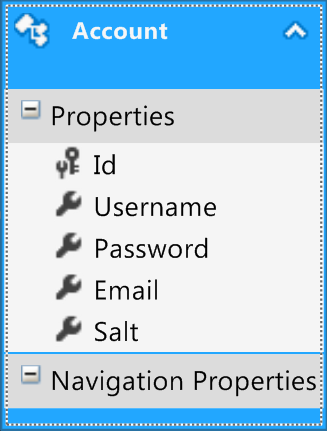 Account
Properties
Id
Username
Password
Email
Salt
Navigation Properties